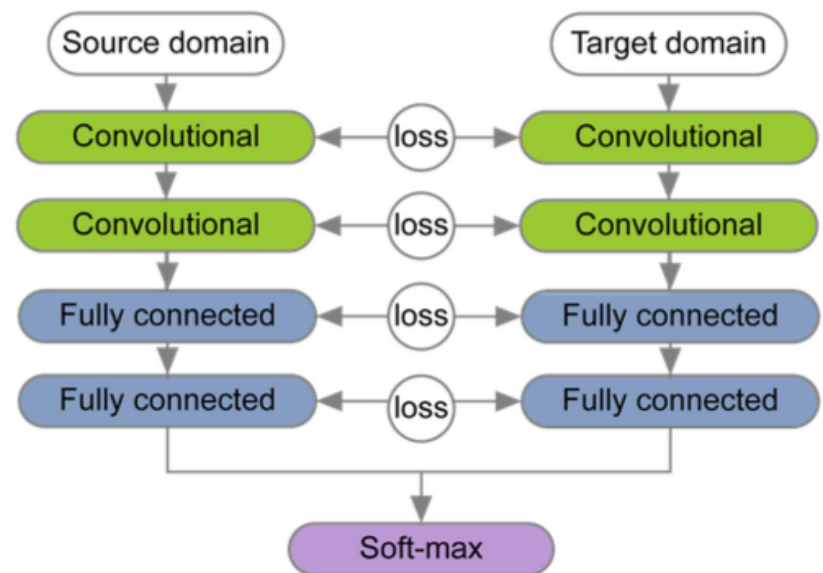 Source domain
Target domain
Convolutional
loss
Convolutional
Convolutional
loss
Convolutional
Fully connected
loss
Fully connected
Fully connected
loss
Fully connected
Soft-max